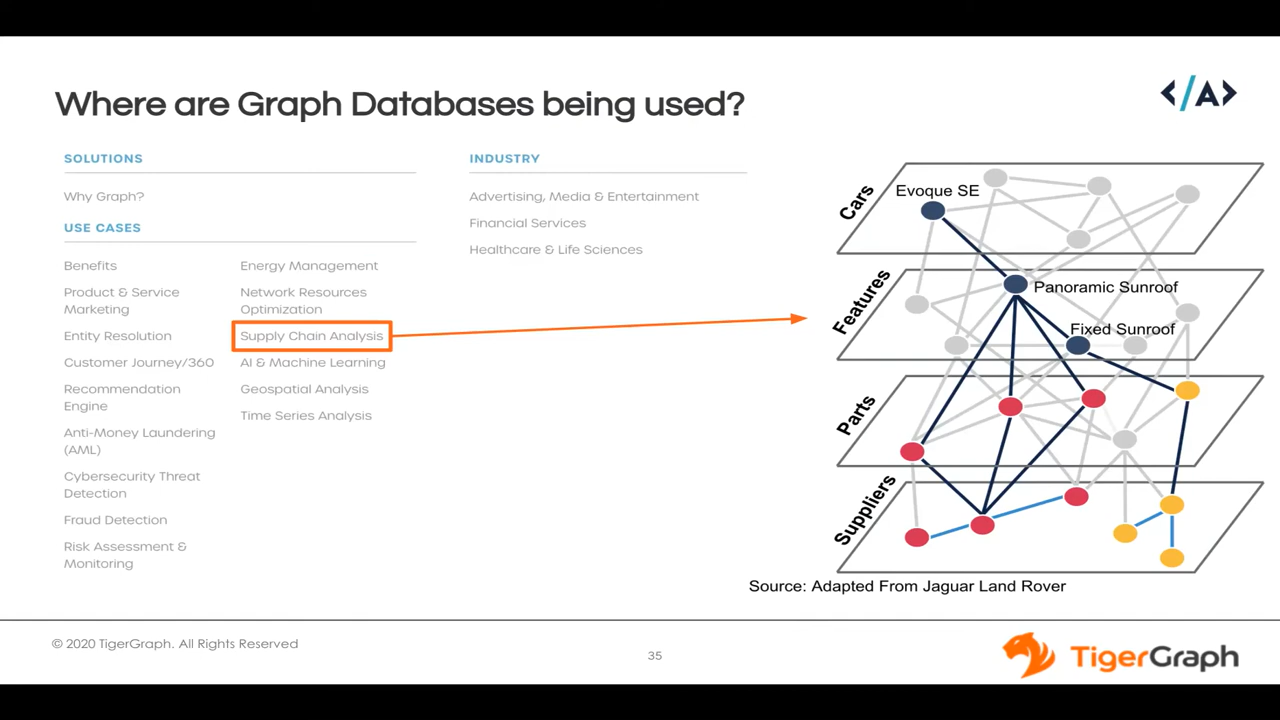 Where are Graph Databases being used?
</A>
SOLUTIONS
Why Graph?
USE CASES
Benefits
Product & Service
Marketing
Entity Resolution
Customer Journey/360
Recommendation
Engine
Anti-Money Laundering
(AML)
Cybersecurity Threat
Detection
Fraud Detection
Risk Assessment &
Monitoring
Energy Management
Network Resources
Optimization
Supply Chain Analysis
AI & Machine Learning
Geospatial Analysis
Time Series Analysis
INDUSTRY
Advertising, Media & Entertainment
Financial Services
Healthcare & Life Sciences
Cars
Evoque SE
Features
Panoramic Sunroof
Fixed Sunroof
Parts
Suppliers
Source: Adapted From Jaguar Land Rover
© 2020 TigerGraph. All Rights Reserved
35
TigerGraph